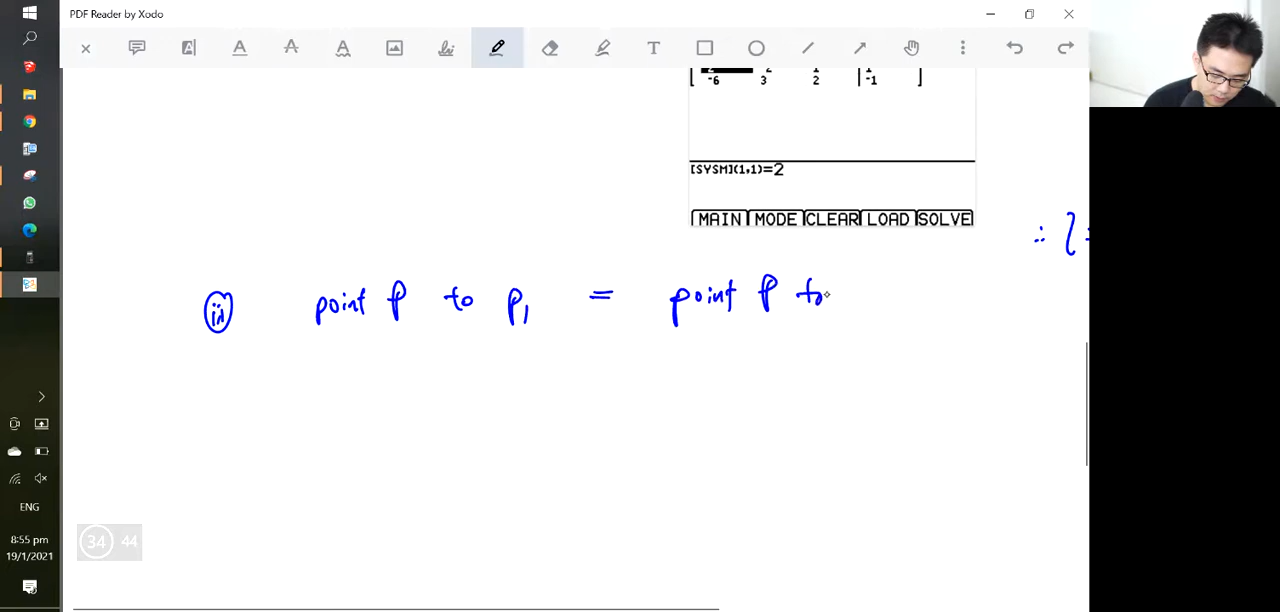 PDF Reader by Xodo
T
-6 3 2 -1
[SYSM](1,1)=2
MAIN MODE CLEAR LOAD SOLVE
∴ l
(ii) point P to p₁ = point P to
ENG
8:55 pm
19/1/2021
34 44